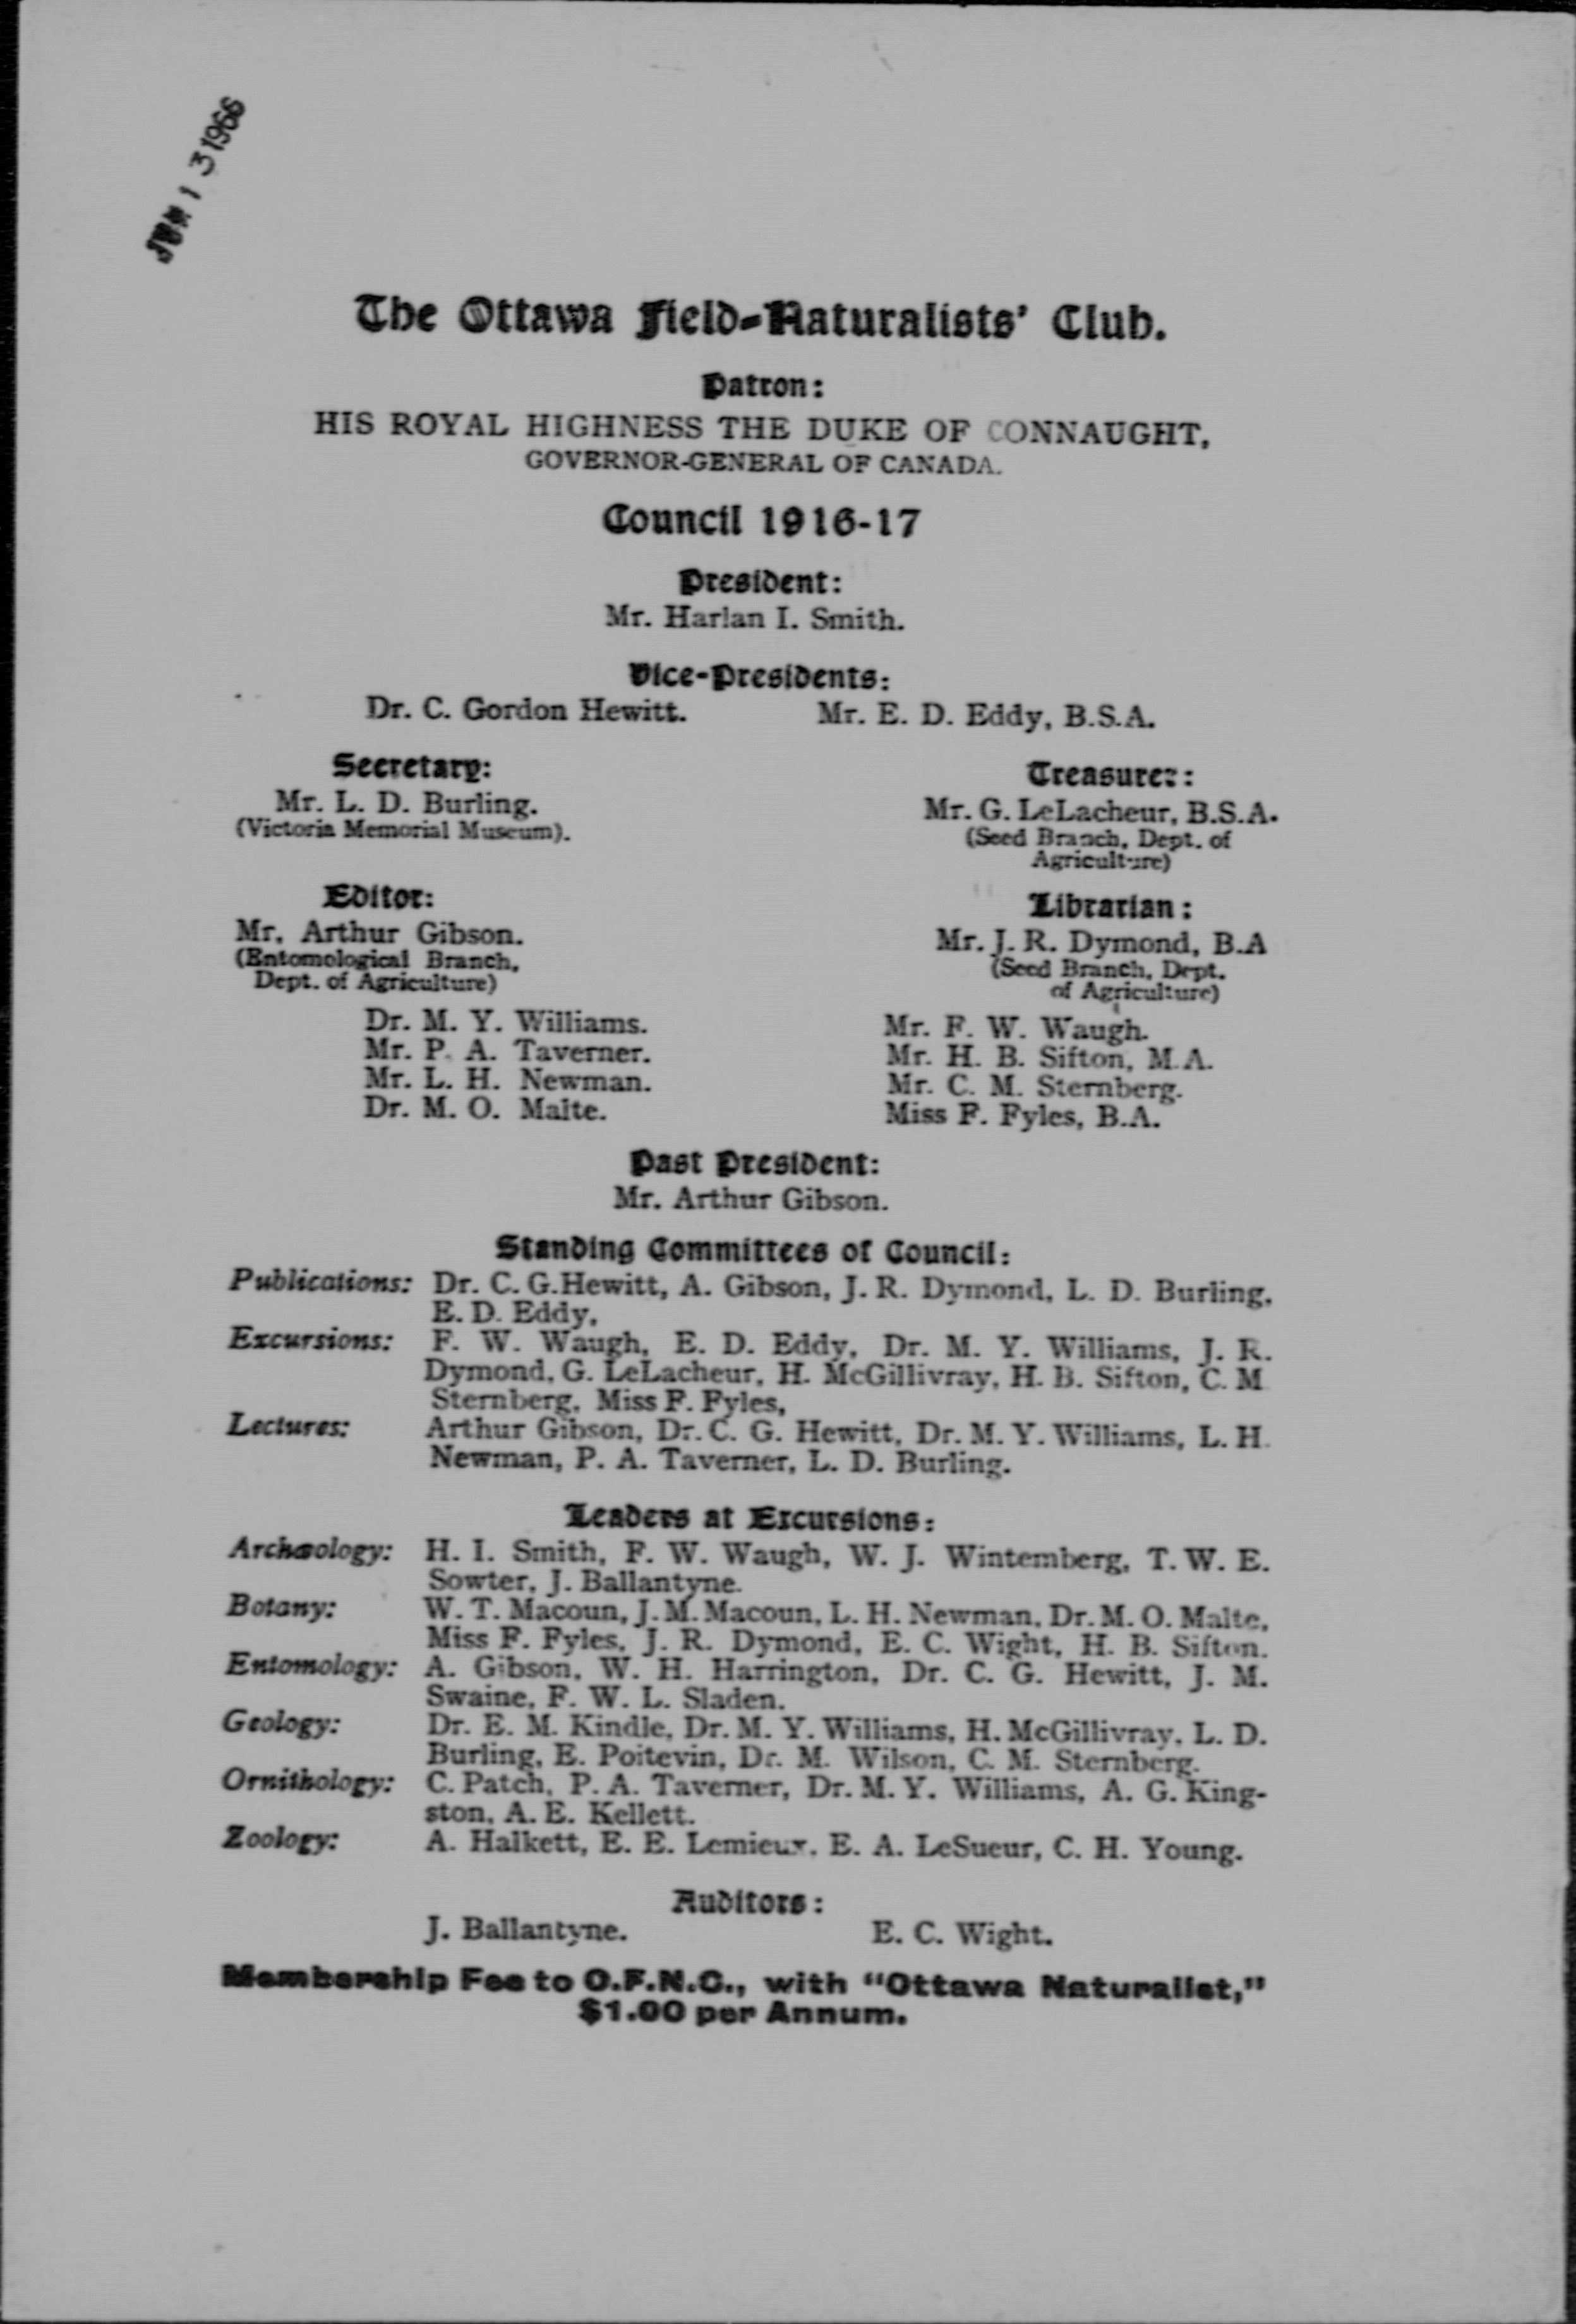 JUN 1 3 1966
The Ottawa Field-Naturalists' Club.
Patron:
HIS ROYAL HIGHNESS THE DUKE OF CONNAUGHT,
GOVERNOR-GENERAL OF CANADA.
Council 1916-17
President:
Mr. Harlan I. Smith.
Vice-Presidents:
Dr. C. Gordon Hewitt. Mr. E. D. Eddy, B.S.A.
Secretary:
Mr. L. D. Burling.
(Victoria Memorial Museum).
Treasurer:
Mr. G. LeLacheur, B.S.A.
(Seed Branch, Dept. of
Agriculture)
Editor:
Mr. Arthur Gibson.
(Entomological Branch,
Dept. of Agriculture)
Librarian:
Mr. J. R. Dymond, B.A
(Seed Branch, Dept.
of Agriculture)
Dr. M. Y. Williams. Mr. F. W. Waugh.
Mr. P. A. Taverner. Mr. H. B. Sifton, M.A.
Mr. L. H. Newman. Mr. C. M. Sternberg.
Dr. M. O. Malte. Miss F. Fyles, B.A.
Past President:
Mr. Arthur Gibson.
Standing Committees of Council:
Publications: Dr. C. G.Hewitt, A. Gibson, J. R. Dymond, L. D. Burling,
E. D. Eddy,
Excursions: F. W. Waugh, E. D. Eddy, Dr. M. Y. Williams, J. R.
Dymond, G. LeLacheur, H. McGillivray, H. B. Sifton, C. M
Sternberg, Miss F. Fyles,
Lectures: Arthur Gibson, Dr. C. G. Hewitt, Dr. M. Y. Williams, L. H.
Newman, P. A. Taverner, L. D. Burling.
Leaders at Excursions:
Archæology: H. I. Smith, F. W. Waugh, W. J. Wintemberg, T. W. E.
Sowter, J. Ballantyne.
Botany: W. T. Macoun, J. M. Macoun, L. H. Newman, Dr. M. O. Malte,
Miss F. Fyles, J. R. Dymond, E. C. Wight, H. B. Sifton.
Entomology: A. Gibson, W. H. Harrington, Dr. C. G. Hewitt, J. M.
Swaine, F. W. L. Sladen.
Geology: Dr. E. M. Kindle, Dr. M. Y. Williams, H. McGillivray, L. D.
Burling, E. Poitevin, Dr. M. Wilson, C. M. Sternberg.
Ornithology: C. Patch, P. A. Taverner, Dr. M. Y. Williams, A. G. King-
ston, A. E. Kellett.
Zoology: A. Halkett, E. E. Lemieux, E. A. LeSueur, C. H. Young.
Auditors:
J. Ballantyne. E. C. Wight.
Membership Fee to O.F.N.C., with "Ottawa Naturalist,"
$1.00 per Annum.